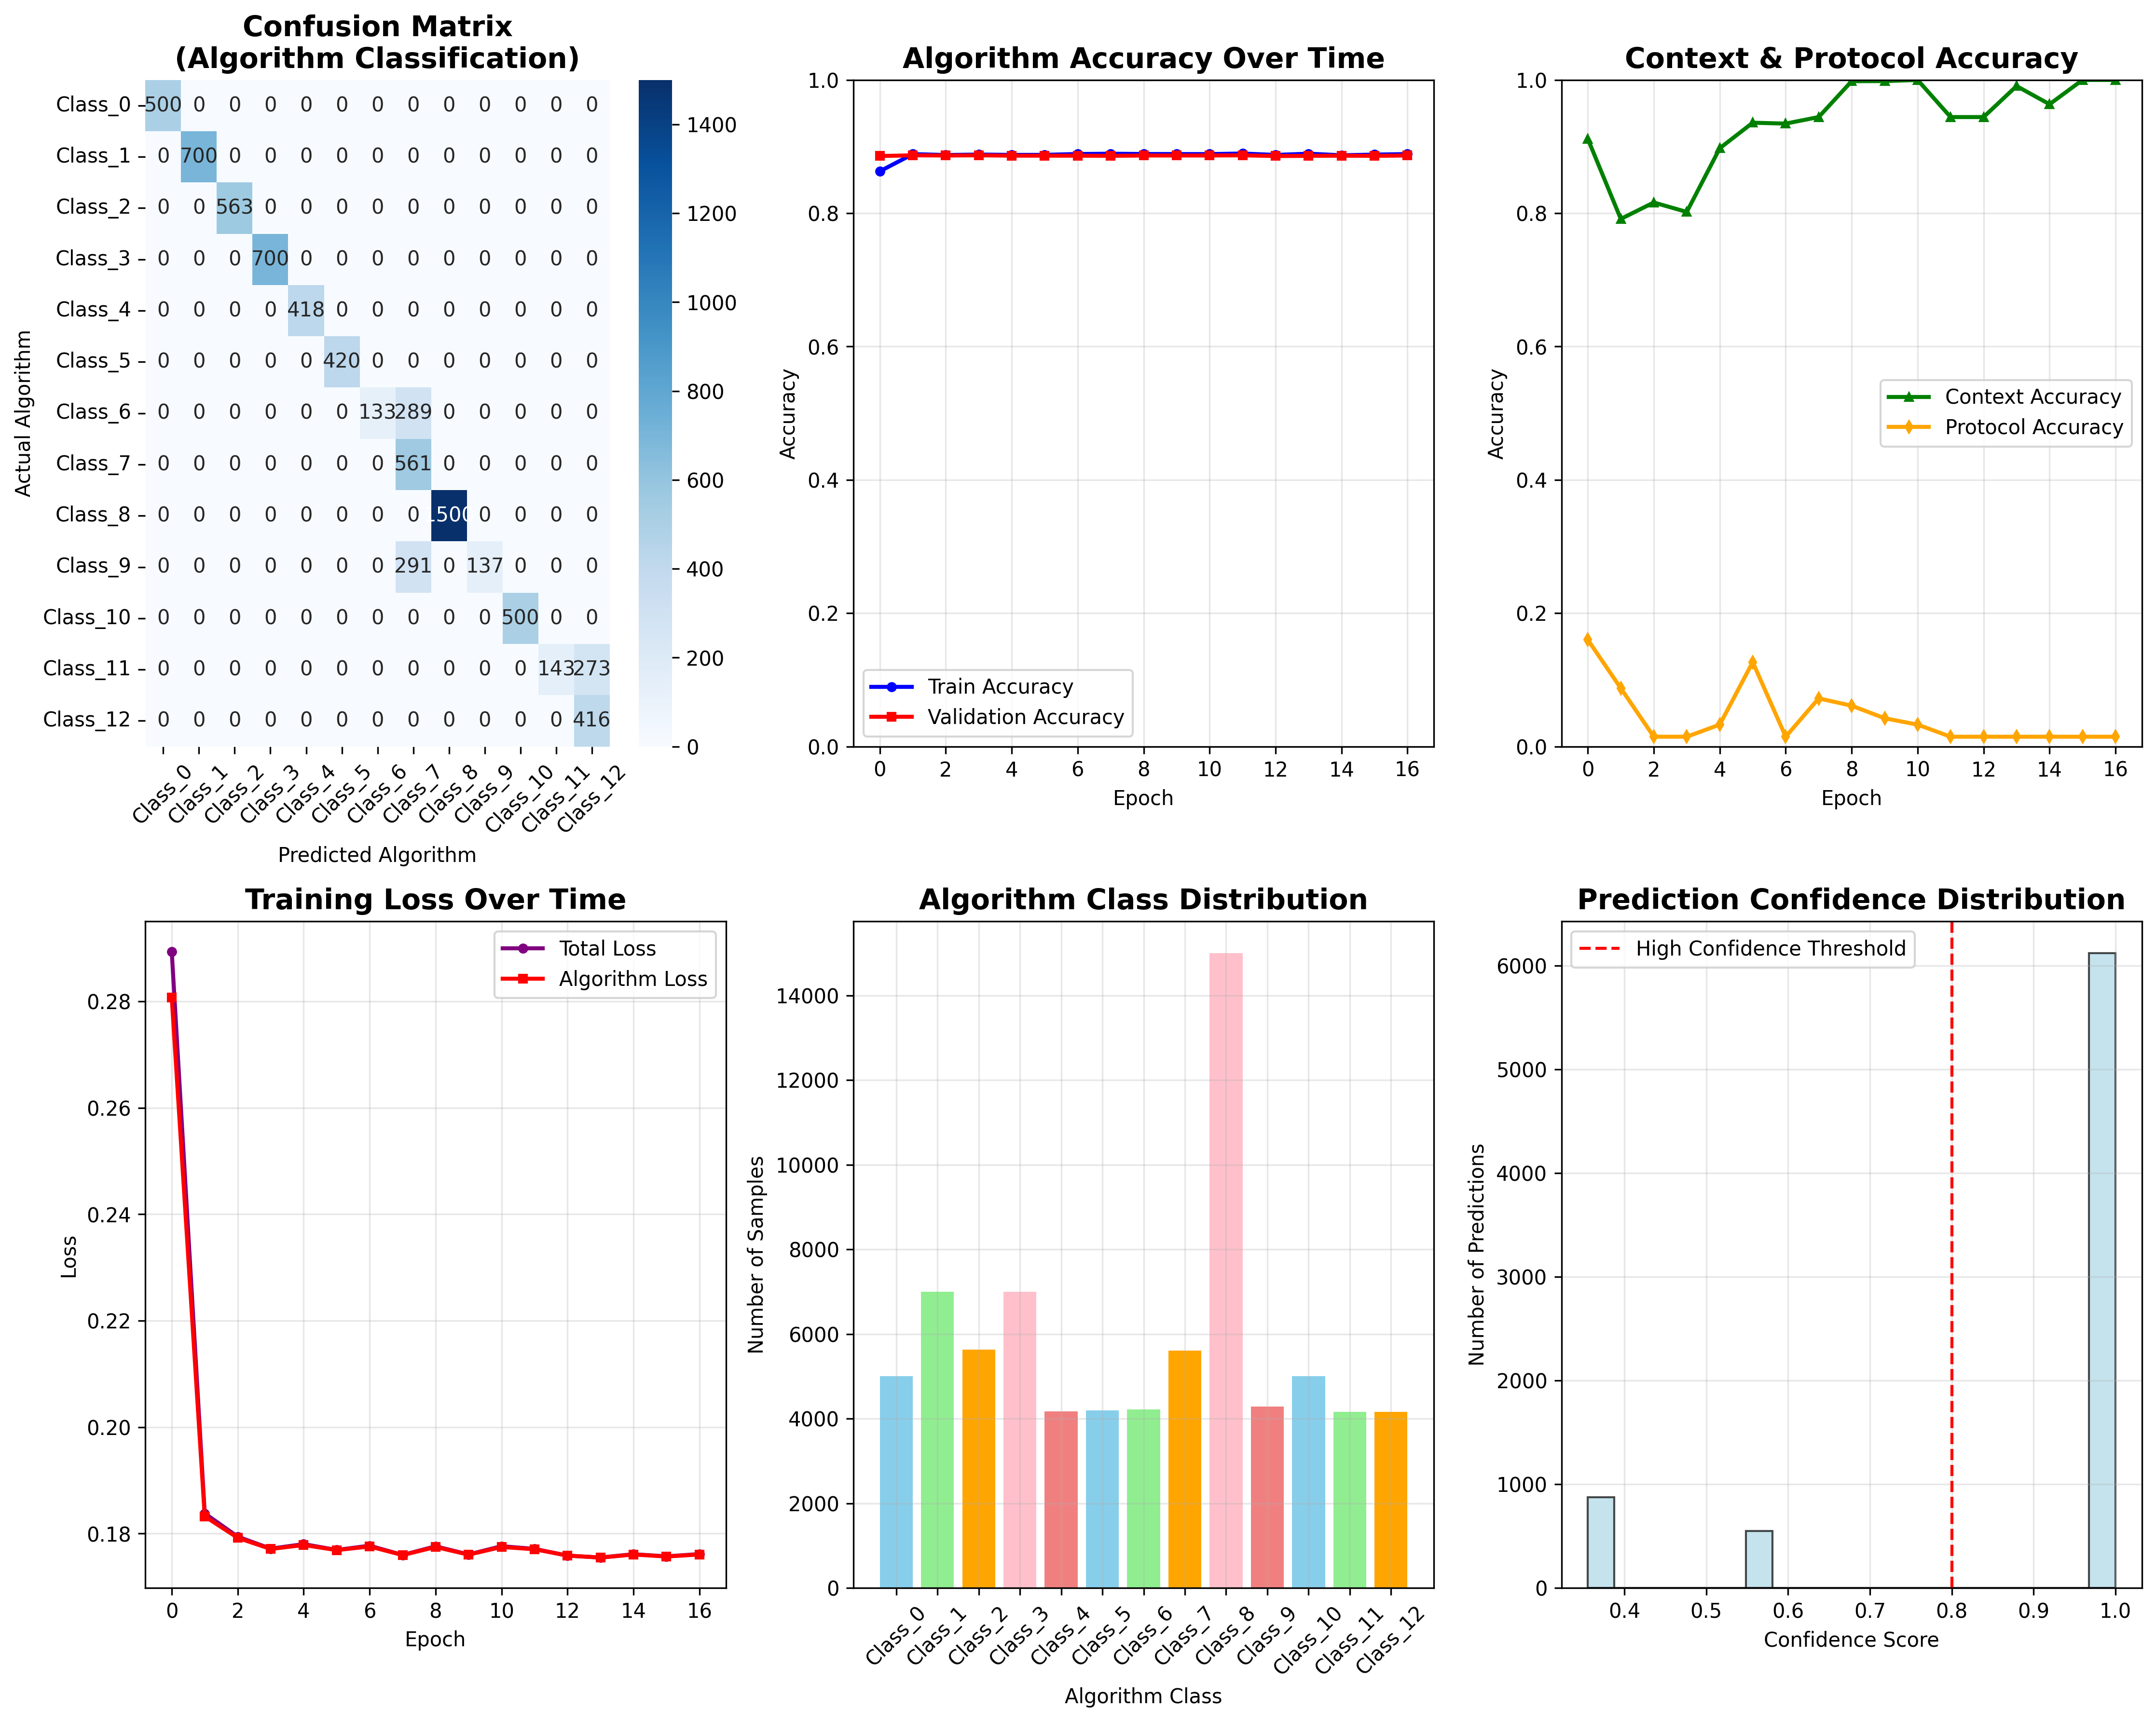 Confusion Matrix
(Algorithm Classification)
Actual Algorithm
Class_0 500 0 0 0 0 0 0 0 0 0 0 0 0
Class_1 0 700 0 0 0 0 0 0 0 0 0 0 0
Class_2 0 0 563 0 0 0 0 0 0 0 0 0 0
Class_3 0 0 0 700 0 0 0 0 0 0 0 0 0
Class_4 0 0 0 0 418 0 0 0 0 0 0 0 0
Class_5 0 0 0 0 0 420 0 0 0 0 0 0 0
Class_6 0 0 0 0 0 0 133 289 0 0 0 0 0
Class_7 0 0 0 0 0 0 0 561 0 0 0 0 0
Class_8 0 0 0 0 0 0 0 0 1500 0 0 0 0
Class_9 0 0 0 0 0 0 0 291 0 137 0 0 0
Class_10 0 0 0 0 0 0 0 0 0 0 500 0 0
Class_11 0 0 0 0 0 0 0 0 0 0 0 143 273
Class_12 0 0 0 0 0 0 0 0 0 0 0 0 416
Class_0 Class_1 Class_2 Class_3 Class_4 Class_5 Class_6 Class_7 Class_8 Class_9 Class_10 Class_11 Class_12
Predicted Algorithm
1400
1200
1000
800
600
400
200
0
Algorithm Accuracy Over Time
Accuracy
1.0
0.8
0.6
0.4
0.2
0.0
Train Accuracy
Validation Accuracy
0 2 4 6 8 10 12 14 16
Epoch
Context & Protocol Accuracy
Accuracy
1.0
0.8
0.6
0.4
0.2
0.0
Context Accuracy
Protocol Accuracy
0 2 4 6 8 10 12 14 16
Epoch
Training Loss Over Time
Loss
Total Loss
Algorithm Loss
0.28
0.26
0.24
0.22
0.20
0.18
0 2 4 6 8 10 12 14 16
Epoch
Algorithm Class Distribution
Number of Samples
14000
12000
10000
8000
6000
4000
2000
0
Class_0 Class_1 Class_2 Class_3 Class_4 Class_5 Class_6 Class_7 Class_8 Class_9 Class_10 Class_11 Class_12
Algorithm Class
Prediction Confidence Distribution
Number of Predictions
High Confidence Threshold
6000
5000
4000
3000
2000
1000
0
0.4 0.5 0.6 0.7 0.8 0.9 1.0
Confidence Score